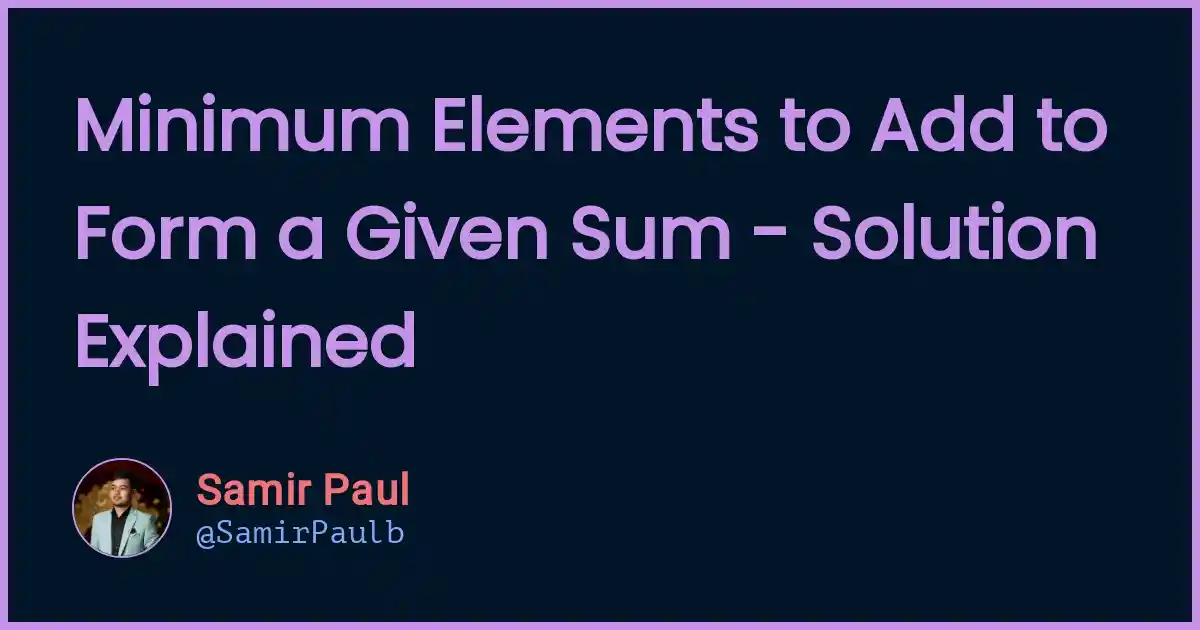 Minimum Elements to Add to
Form a Given Sum - Solution
Explained
Samir Paul
@SamirPaulb